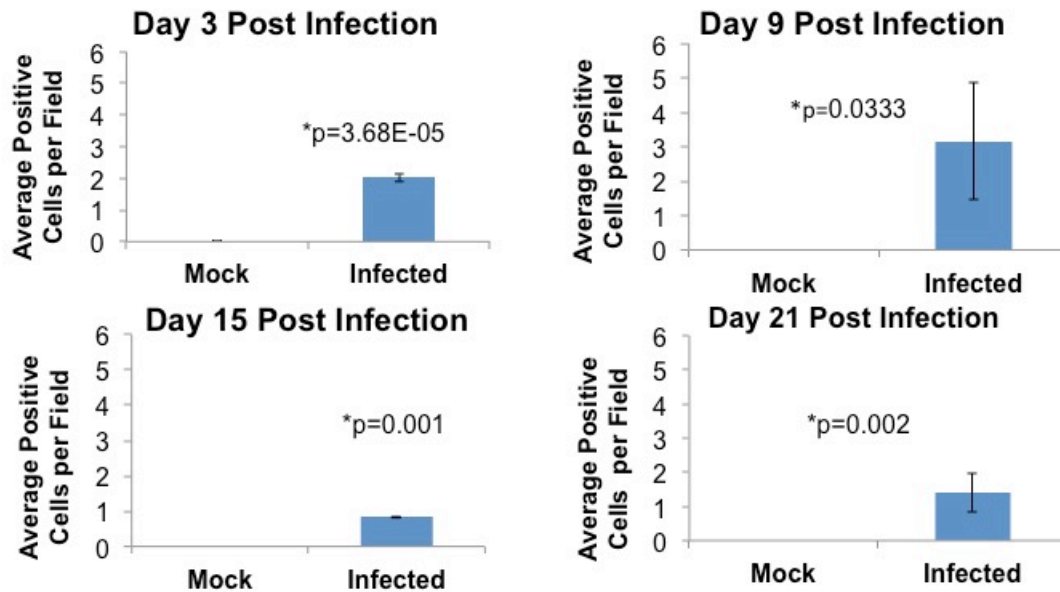 Day 3 Post Infection
Average Positive
Cells per Field
6
5
4
3
2
1
0
*p=3.68E-05
Mock
Infected
Day 9 Post Infection
Average Positive
Cells per Field
6
5
4
3
2
1
0
*p=0.0333
Mock
Infected
Day 15 Post Infection
Average Positive
Cells per Field
6
5
4
3
2
1
0
*p=0.001
Mock
Infected
Day 21 Post Infection
Average Positive
Cells per Field
6
5
4
3
2
1
0
*p=0.002
Mock
Infected